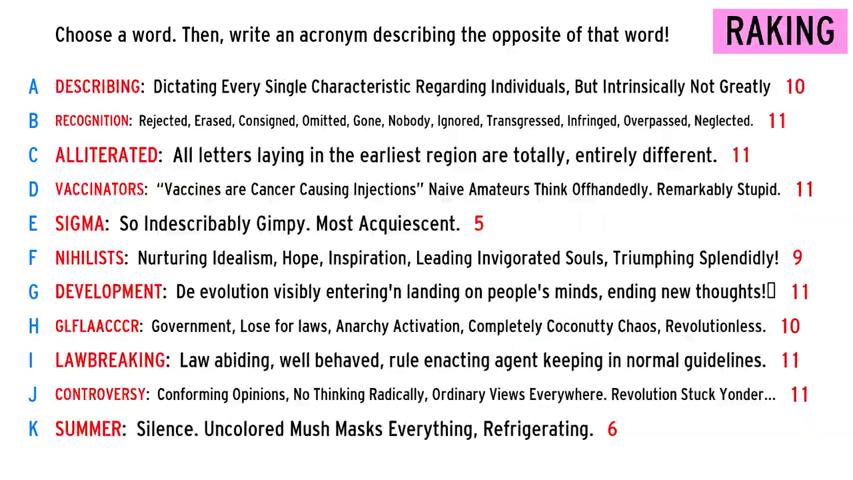 Choose a word. Then, write an acronym describing the opposite of that word!
RAKING
A DESCRIBING: Dictating Every Single Characteristic Regarding Individuals, But Intrinsically Not Greatly 10
B RECOGNITION: Rejected, Erased, Consigned, Omitted, Gone, Nobody, Ignored, Transgressed, Infringed, Overpassed, Neglected. 11
C ALLITERATED: All letters laying in the earliest region are totally, entirely different. 11
D VACCINATORS: “Vaccines are Cancer Causing Injections” Naive Amateurs Think Offhandedly. Remarkably Stupid. 11
E SIGMA: So Indescribably Gimpy. Most Acquiescent. 5
F NIHILISTS: Nurturing Idealism, Hope, Inspiration, Leading Invigorated Souls, Triumphing Splendidly! 9
G DEVELOPMENT: De evolution visibly entering'n landing on people's minds, ending new thoughts! 11
H GLFLAACCCR: Government, Lose for laws, Anarchy Activation, Completely Coconutty Chaos, Revolutionless. 10
I LAWBREAKING: Law abiding, well behaved, rule enacting agent keeping in normal guidelines. 11
J CONTROVERSY: Conforming Opinions, No Thinking Radically, Ordinary Views Everywhere. Revolution Stuck Yonder... 11
K SUMMER: Silence. Uncolored Mush Masks Everything, Refrigerating. 6